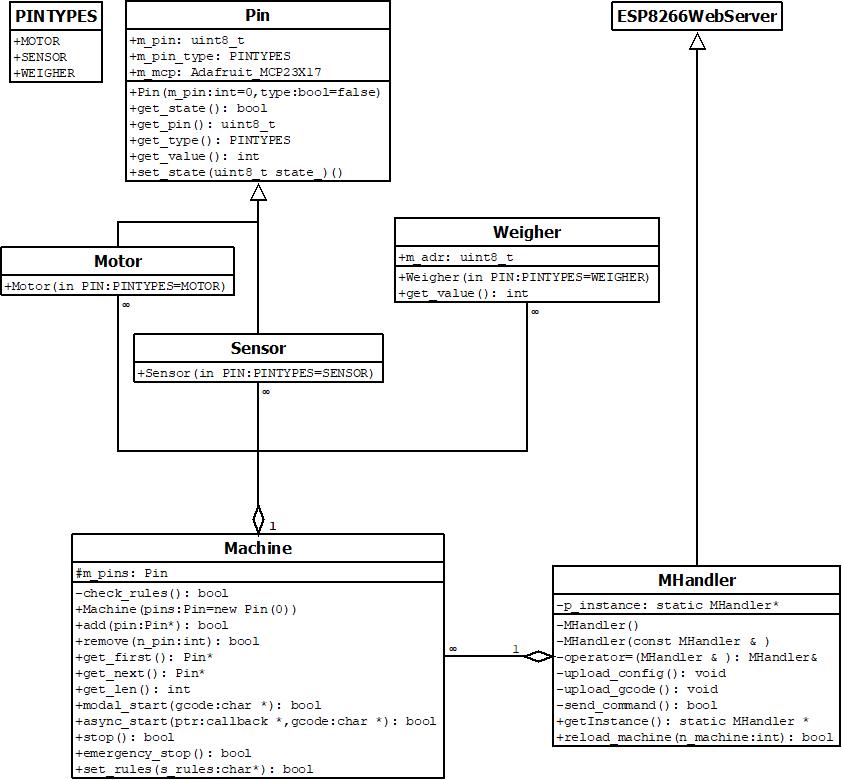 PINTYPES
+MOTOR
+SENSOR
+WEIGHER
Pin
+m_pin: uint8_t
+m_pin_type: PINTYPES
+m_mcp: Adafruit_MCP23X17
+Pin(m_pin:int=0,type:bool=false)
+get_state(): bool
+get_pin(): uint8_t
+get_type(): PINTYPES
+get_value(): int
+set_state(uint8_t state_)()
ESP8266WebServer
Motor
+Motor(in PIN:PINTYPES=MOTOR)
∞
Weigher
+m_adr: uint8_t
+Weigher(in PIN:PINTYPES=WEIGHER)
+get_value(): int
∞
Sensor
+Sensor(in PIN:PINTYPES=SENSOR)
∞
1
Machine
#m_pins: Pin
-check_rules(): bool
+Machine(pins:Pin=new Pin(0))
+add(pin:Pin*): bool
+remove(n_pin:int): bool
+get_first(): Pin*
+get_next(): Pin*
+get_len(): int
+modal_start(gcode:char *): bool
+async_start(ptr:callback *,gcode:char *): bool
+stop(): bool
+emergency_stop(): bool
+set_rules(s_rules:char*): bool
∞
1
MHandler
-p_instance: static MHandler*
-MHandler()
-MHandler(const MHandler & )
-operator=(MHandler & ): MHandler&
-upload_config(): void
-upload_gcode(): void
-send_command(): bool
+getInstance(): static MHandler *
+reload_machine(n_machine:int): bool